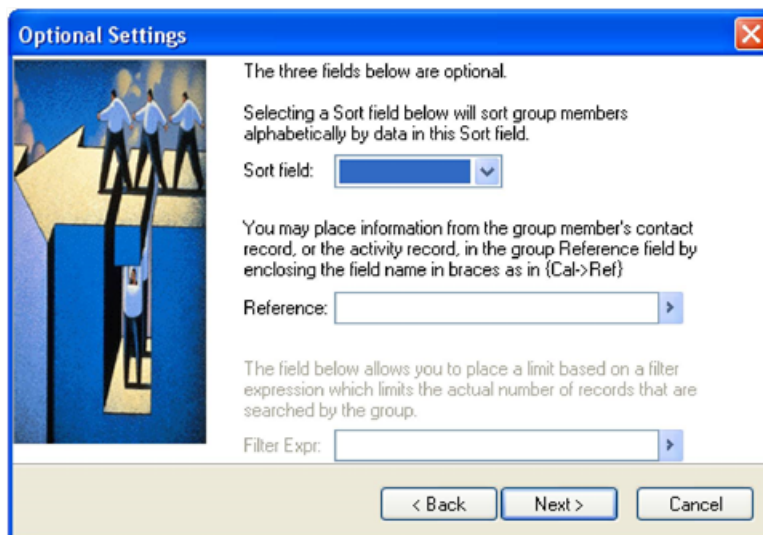 Optional Settings
The three fields below are optional.
Selecting a Sort field below will sort group members
alphabetically by data in this Sort field.
Sort field:
You may place information from the group member's contact
record, or the activity record, in the group Reference field by
enclosing the field name in braces as in {Cal->Ref}
Reference:
The field below allows you to place a limit based on a filter
expression which limits the actual number of records that are
searched by the group.
Filter Expr:
< Back Next > Cancel